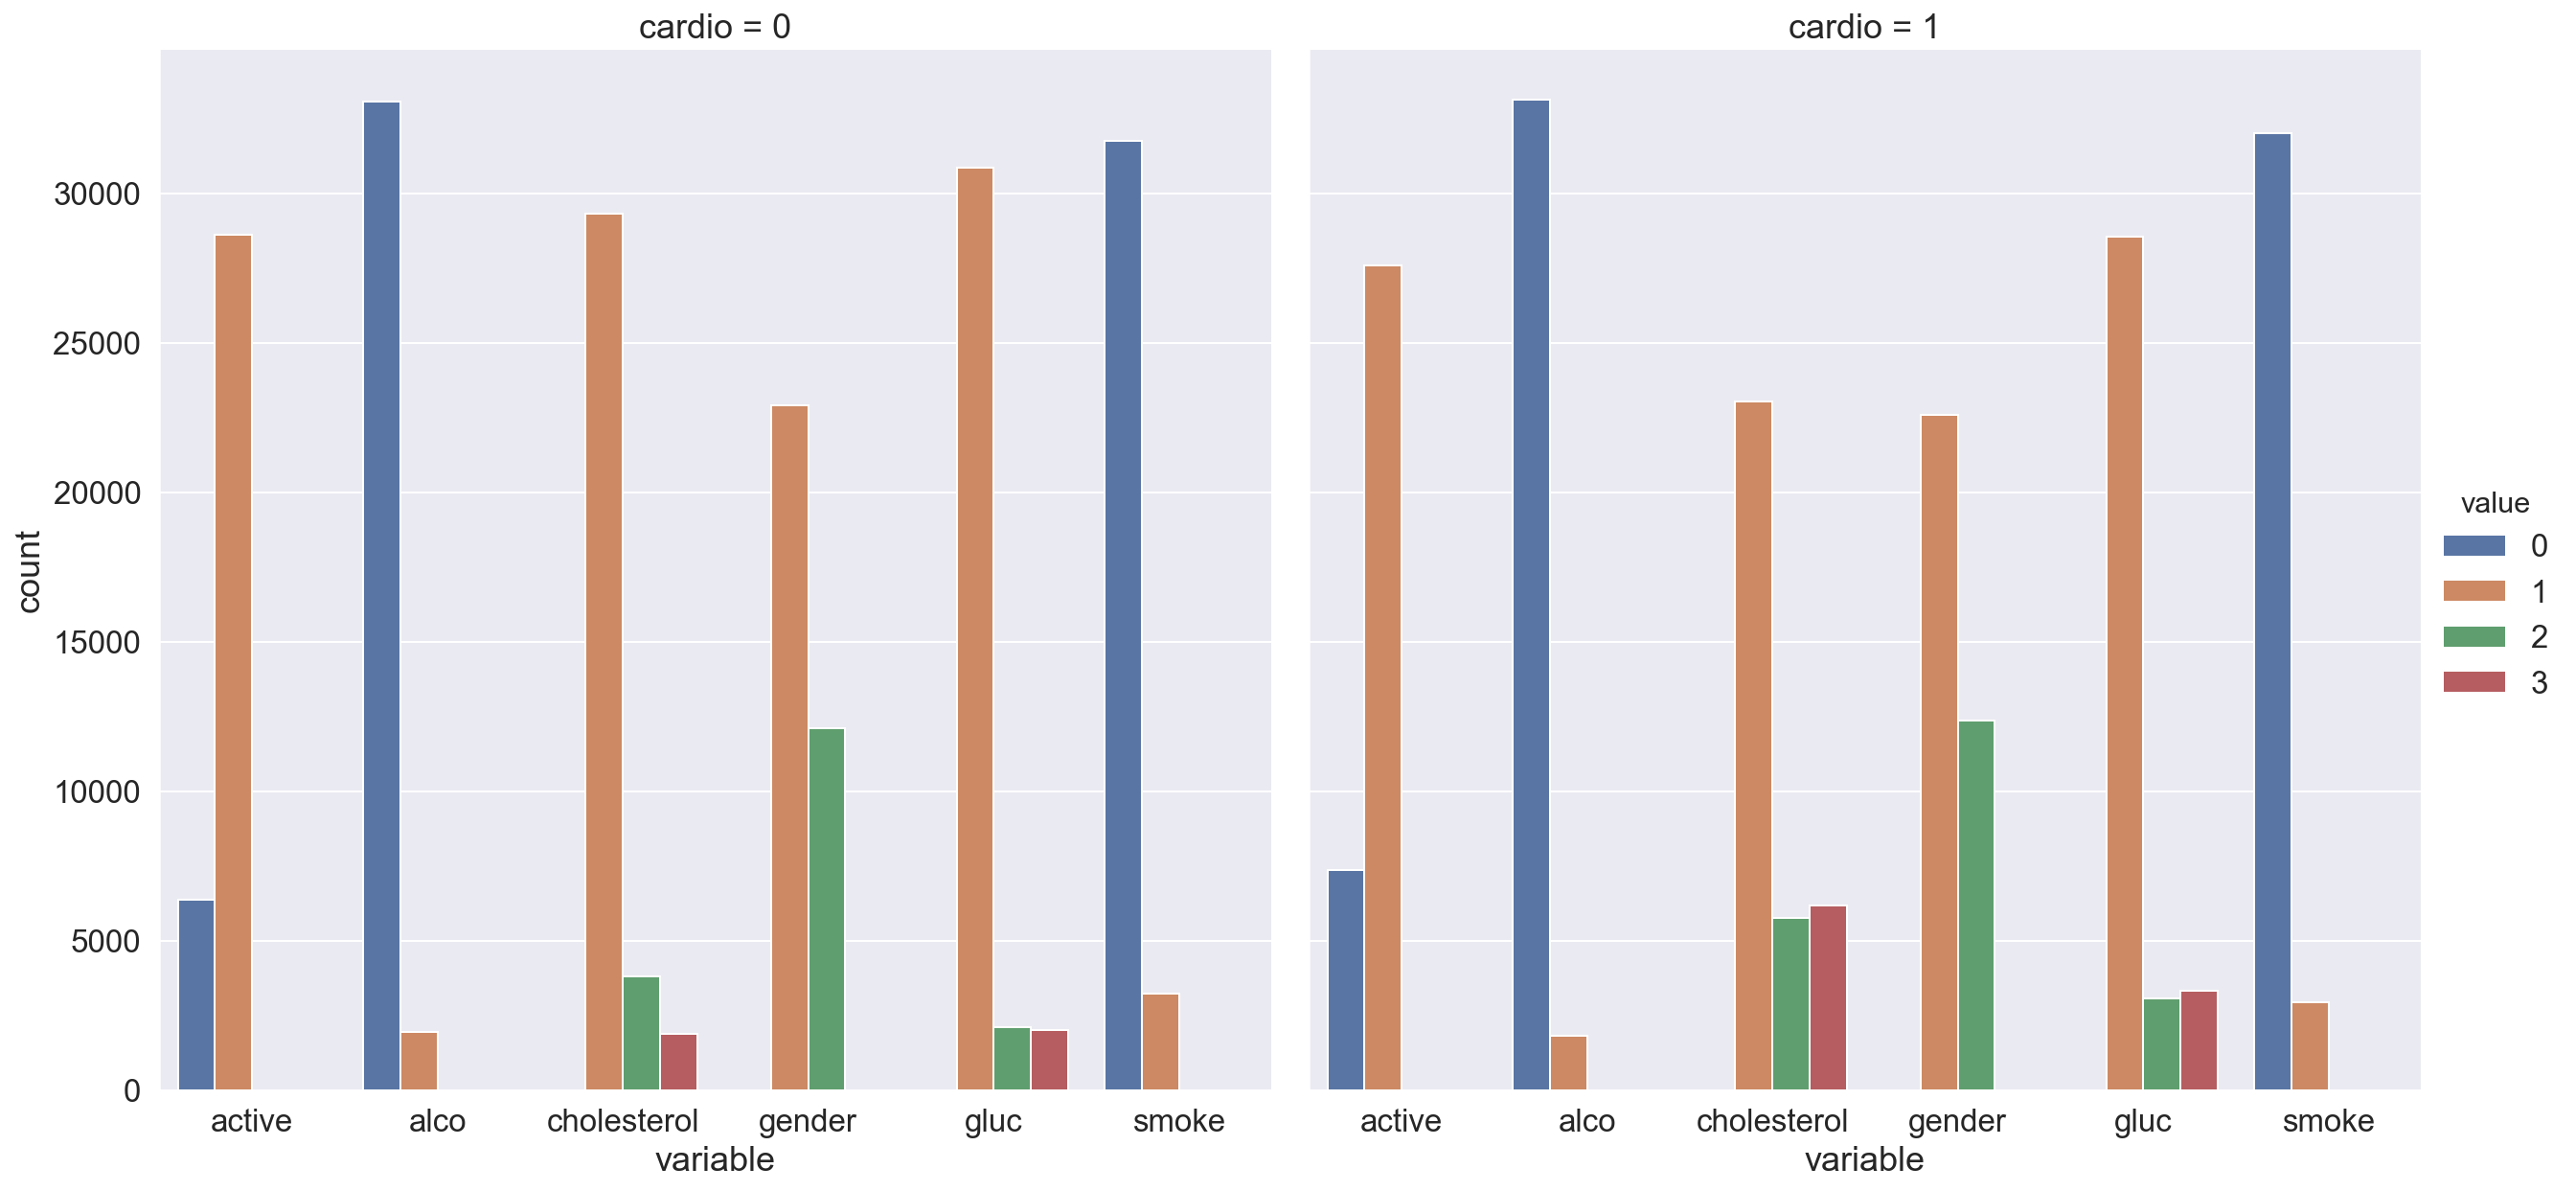 cardio = 0
cardio = 1
count
30000
25000
20000
15000
10000
5000
0
active alco cholesterol gender gluc smoke
variable
active alco cholesterol gender gluc smoke
variable
value
0
1
2
3